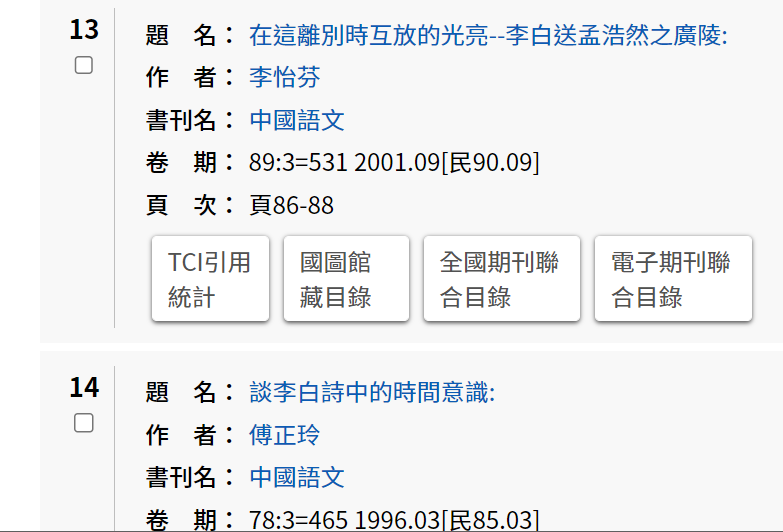 13
題　名： 在這離別時互放的光亮--李白送孟浩然之廣陵:
作　者： 李怡芬
書刊名： 中國語文
卷　期： 89:3=531 2001.09[民90.09]
頁　次： 頁86-88
TCI引用
統計
國圖館
藏目錄
全國期刊聯
合目錄
電子期刊聯
合目錄
14
題　名： 談李白詩中的時間意識:
作　者： 傅正玲
書刊名： 中國語文
卷　期： 78:3=465 1996.03[民85.03]